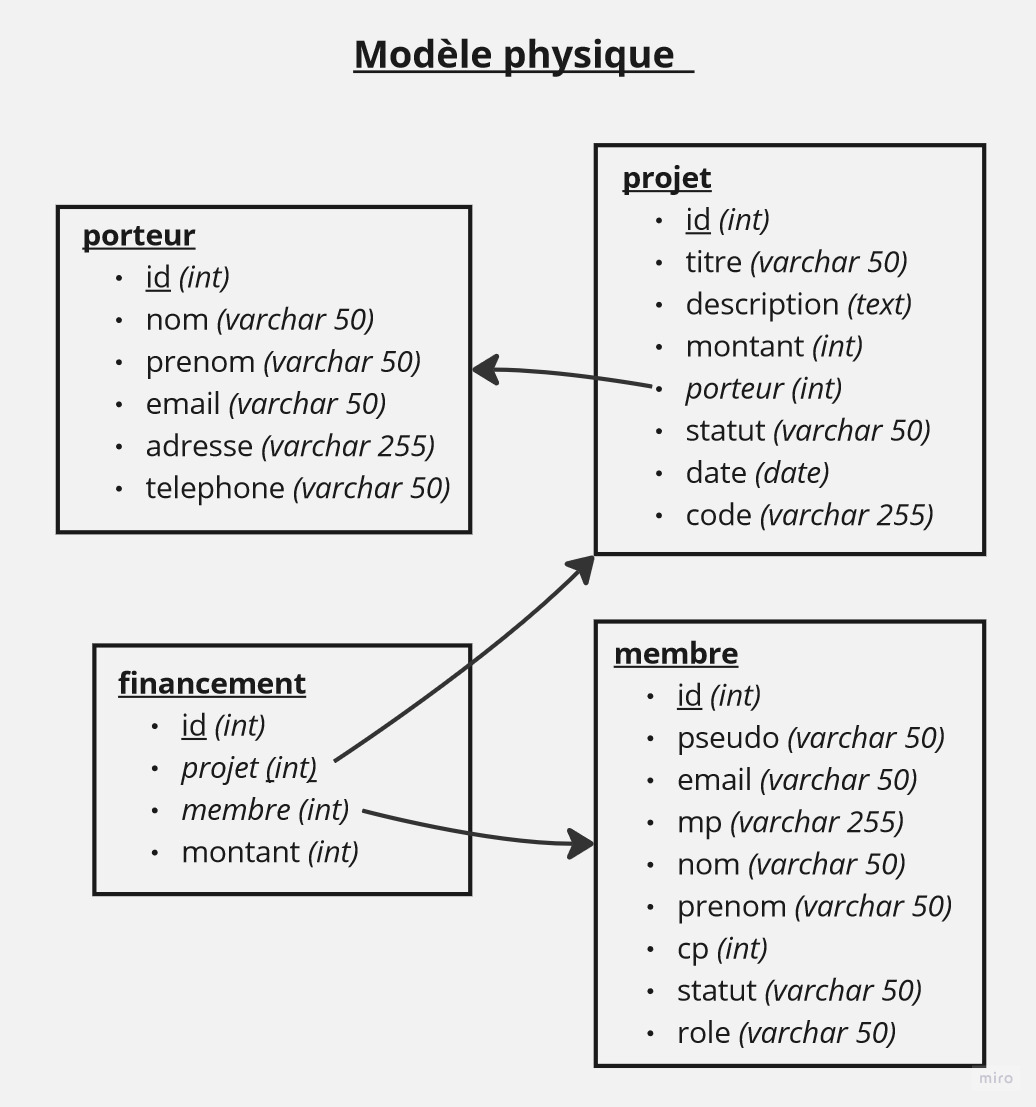 Modèle physique
porteur
• id (int)
• nom (varchar 50)
• prenom (varchar 50)
• email (varchar 50)
• adresse (varchar 255)
• telephone (varchar 50)
projet
• id (int)
• titre (varchar 50)
• description (text)
• montant (int)
• porteur (int)
• statut (varchar 50)
• date (date)
• code (varchar 255)
financement
• id (int)
• projet (int)
• membre (int)
• montant (int)
membre
• id (int)
• pseudo (varchar 50)
• email (varchar 50)
• mp (varchar 255)
• nom (varchar 50)
• prenom (varchar 50)
• cp (int)
• statut (varchar 50)
• role (varchar 50)
miro